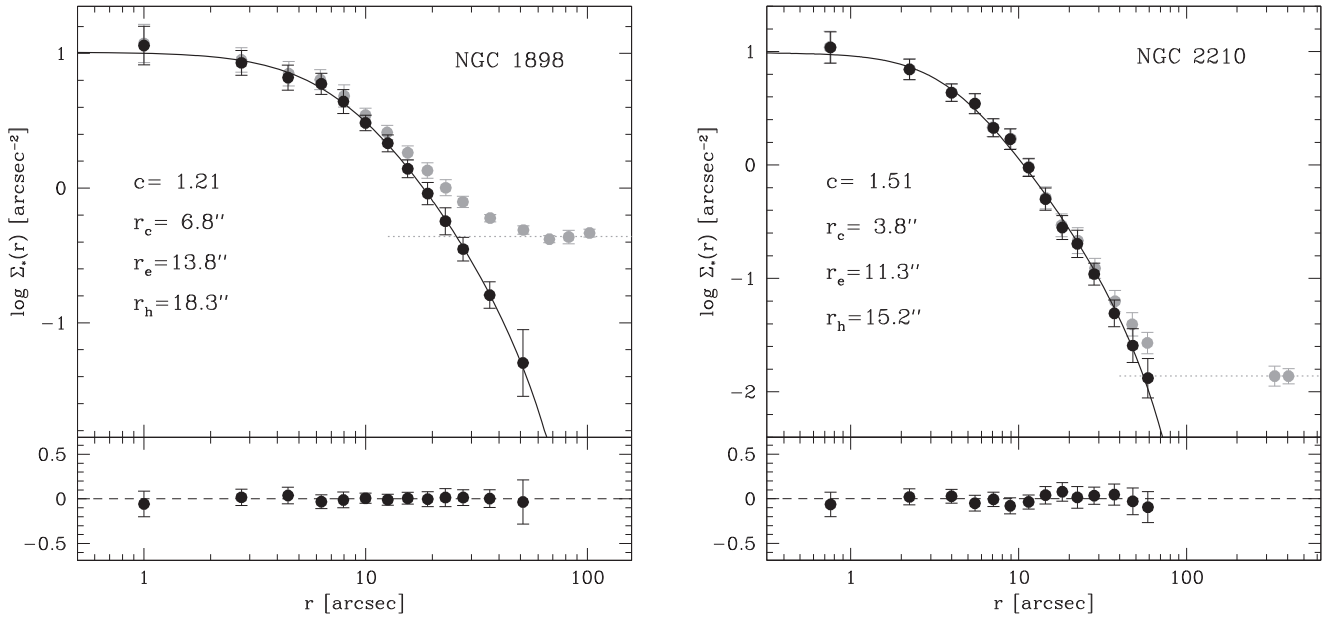 NGC 1898
1
0
−1
log Σ*(r) [arcsec⁻²]
c= 1.21
r_c= 6.8″
r_e=13.8″
r_h=18.3″
0.5
0
−0.5
1 10 100
r [arcsec]
NGC 2210
1
0
−1
−2
log Σ*(r) [arcsec⁻²]
c= 1.51
r_c= 3.8″
r_e=11.3″
r_h=15.2″
0.5
0
−0.5
1 10 100
r [arcsec]